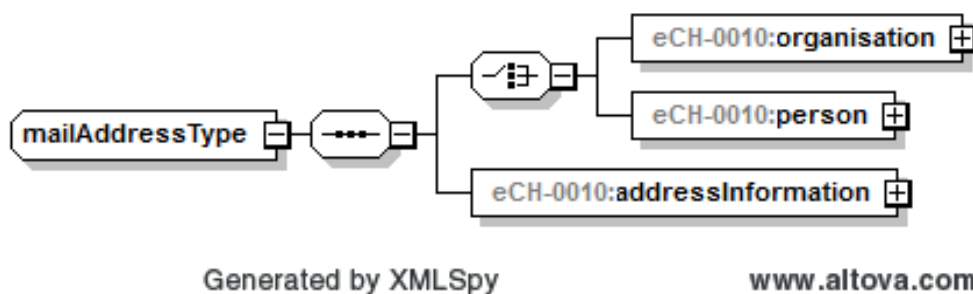 eCH-0010:organisation
eCH-0010:person
mailAddressType
eCH-0010:addressInformation
Generated by XMLSpy
www.altova.com